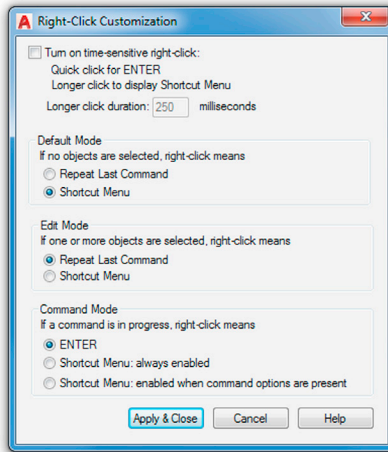 A Right-Click Customization
Turn on time-sensitive right-click:
Quick click for ENTER
Longer click to display Shortcut Menu
Longer click duration: 250 milliseconds
Default Mode
If no objects are selected, right-click means
Repeat Last Command
Shortcut Menu
Edit Mode
If one or more objects are selected, right-click means
Repeat Last Command
Shortcut Menu
Command Mode
If a command is in progress, right-click means
ENTER
Shortcut Menu: always enabled
Shortcut Menu: enabled when command options are present
Apply & Close Cancel Help